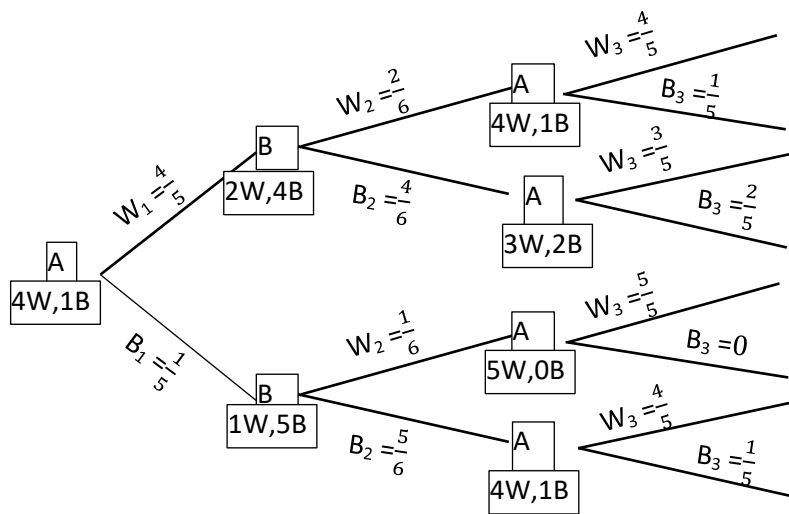 A
4W,1B
W₁ = 4/5
B₁ = 1/5
B
2W,4B
W₂ = 2/6
B₂ = 4/6
B
1W,5B
W₂ = 1/6
B₂ = 5/6
A
4W,1B
W₃ = 4/5
B₃ = 1/5
A
3W,2B
W₃ = 3/5
B₃ = 2/5
A
5W,0B
W₃ = 5/5
B₃ = 0
A
4W,1B
W₃ = 4/5
B₃ = 1/5